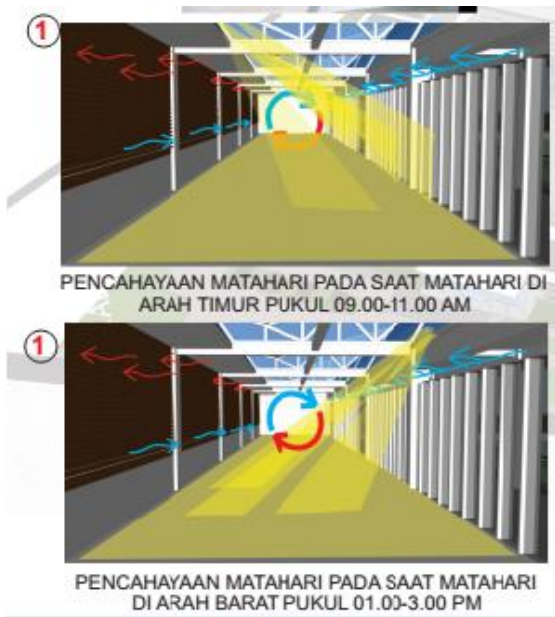 1
PENCAHAYAAN MATAHARI PADA SAAT MATAHARI DI
ARAH TIMUR PUKUL 09.00-11.00 AM
1
PENCAHAYAAN MATAHARI PADA SAAT MATAHARI
DI ARAH BARAT PUKUL 01.00-3.00 PM